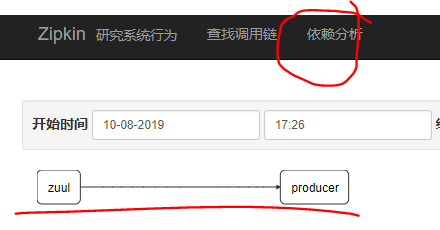 Zipkin 研究系统行为 查找调用链 依赖分析
开始时间 10-08-2019 17:26
zuul producer